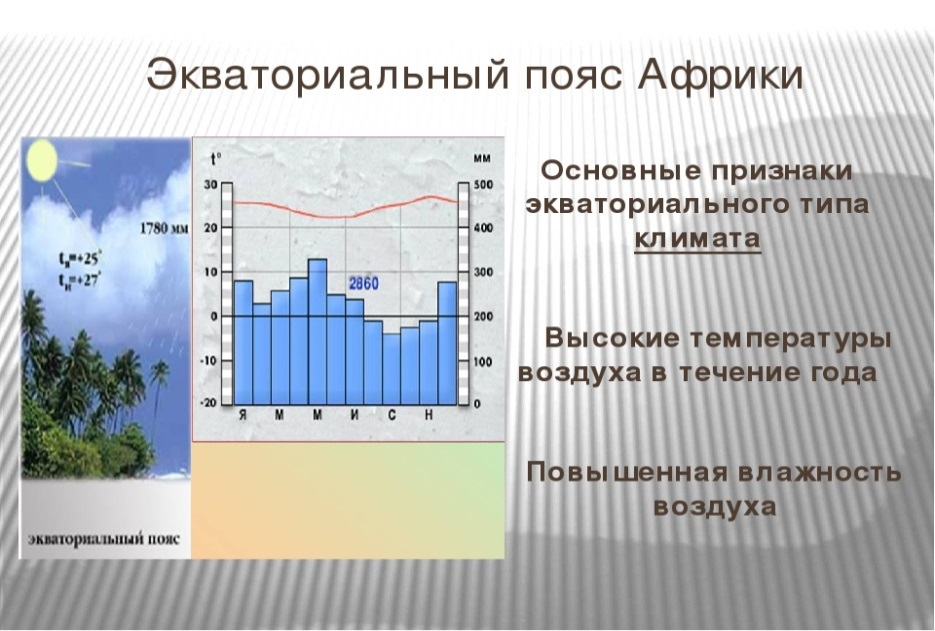 Экваториальный пояс Африки
1780 мм
tя=+25°
tи=+27°
экваториальный пояс
t° мм
30 500
20 400
10 300
2860
0 200
-10 100
-20 0
Я М М И С Н
Основные признаки
экваториального типа
климата
Высокие температуры
воздуха в течение года
Повышенная влажность
воздуха